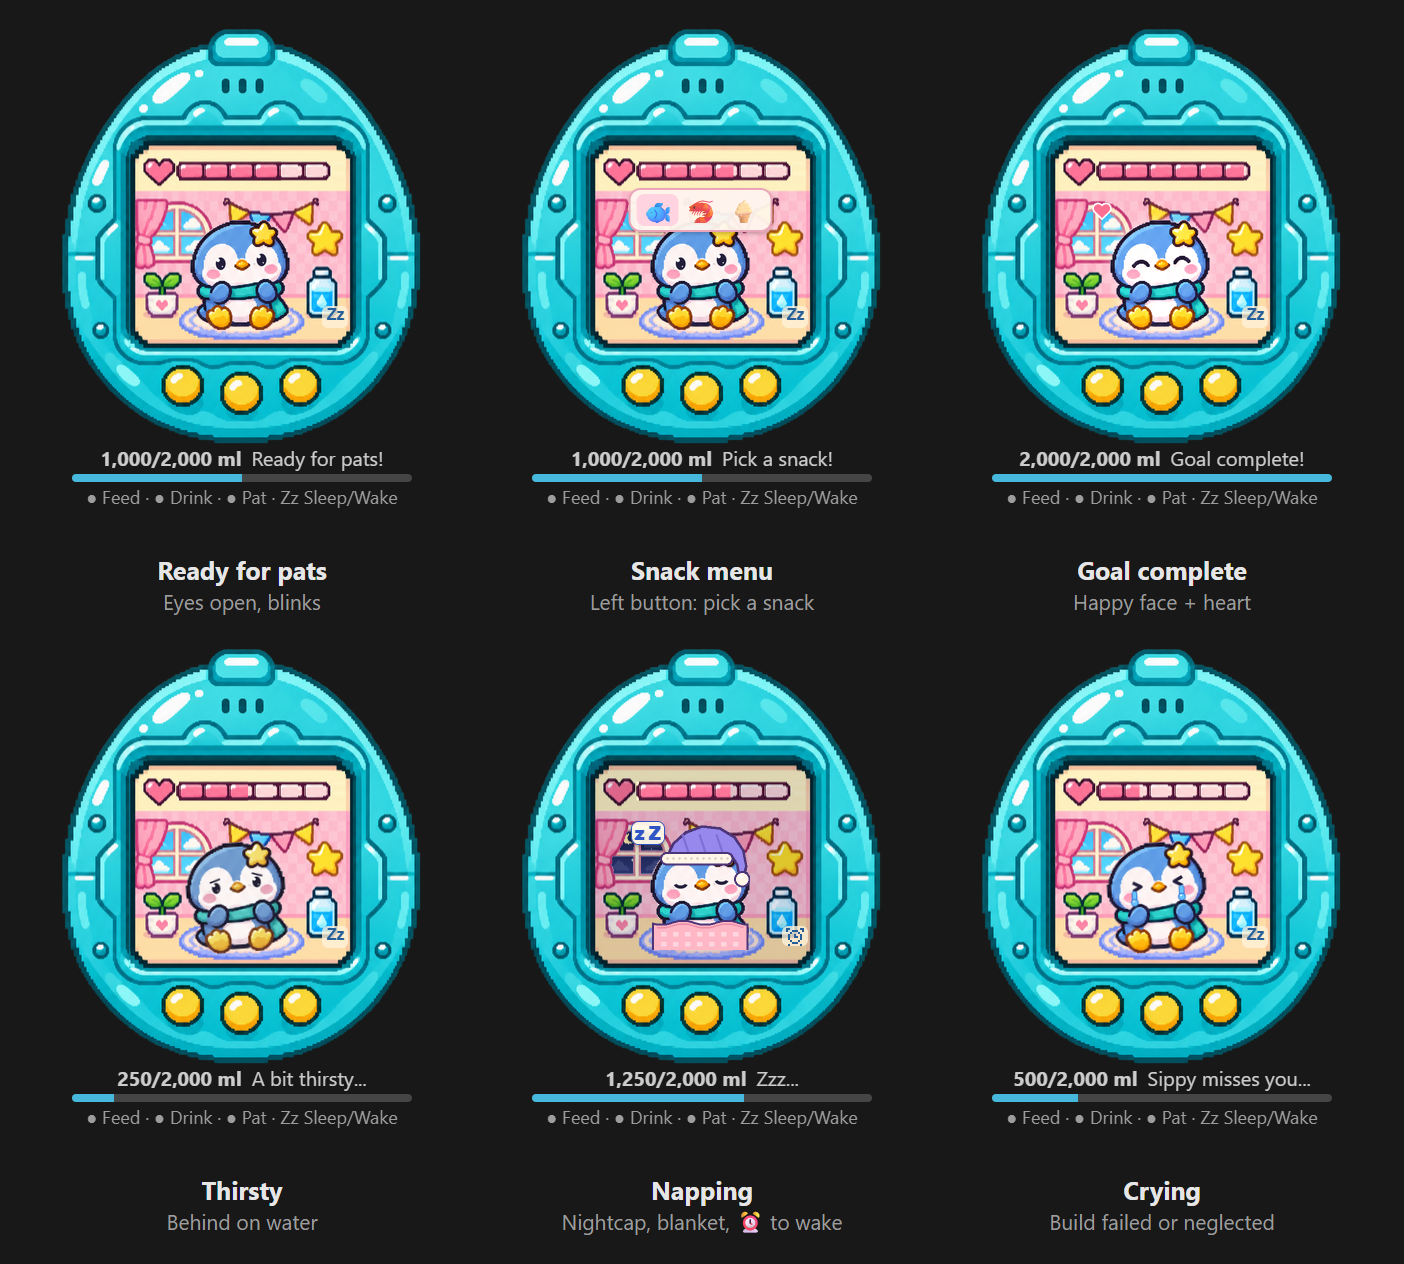 Zz
Zz
Zz
1,000/2,000 ml Ready for pats!
● Feed · ● Drink · ● Pat · Zz Sleep/Wake
1,000/2,000 ml Pick a snack!
● Feed · ● Drink · ● Pat · Zz Sleep/Wake
2,000/2,000 ml Goal complete!
● Feed · ● Drink · ● Pat · Zz Sleep/Wake
Ready for pats
Eyes open, blinks
Snack menu
Left button: pick a snack
Goal complete
Happy face + heart
Zz
z Z
Zz
250/2,000 ml A bit thirsty...
● Feed · ● Drink · ● Pat · Zz Sleep/Wake
1,250/2,000 ml Zzz...
● Feed · ● Drink · ● Pat · Zz Sleep/Wake
500/2,000 ml Sippy misses you...
● Feed · ● Drink · ● Pat · Zz Sleep/Wake
Thirsty
Behind on water
Napping
Nightcap, blanket, ⏰ to wake
Crying
Build failed or neglected